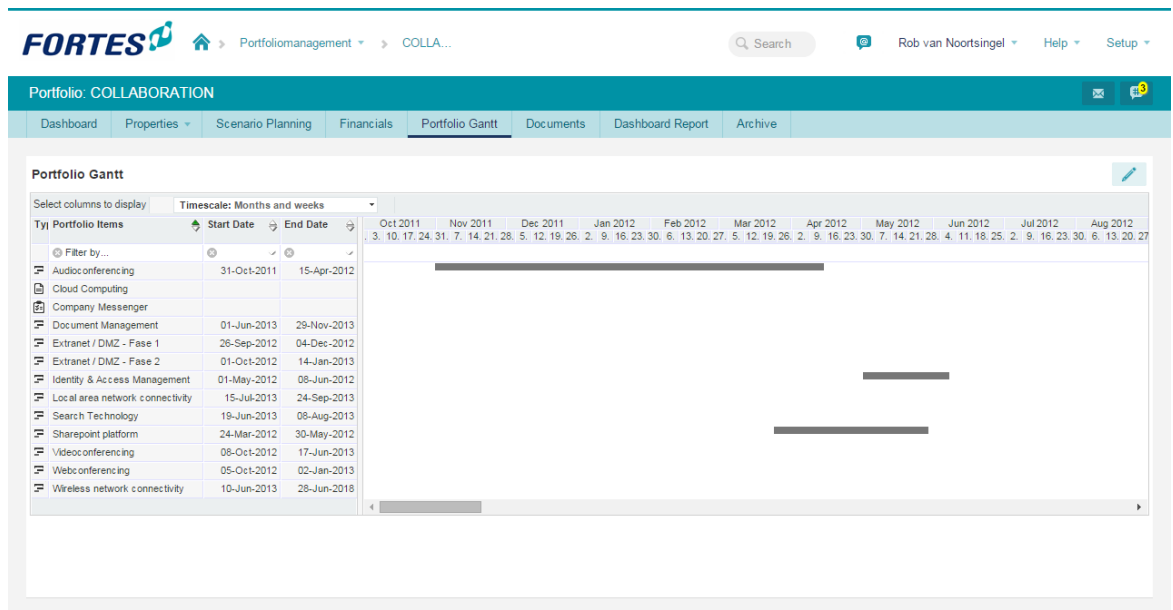 FORTES Portfoliomanagement COLLA... Search @ Rob van Noortsingel Help Setup
Portfolio: COLLABORATION # 3
Dashboard Properties Scenario Planning Financials Portfolio Gantt Documents Dashboard Report Archive
Portfolio Gantt
Select columns to display Timescale: Months and weeks
Ty Portfolio Items Start Date End Date Oct 2011 Nov 2011 Dec 2011 Jan 2012 Feb 2012 Mar 2012 Apr 2012 May 2012 Jun 2012 Jul 2012 Aug 2012
. 3. 10. 17. 24. 31. 7. 14. 21. 28. 5. 12. 19. 26. 2. 9. 16. 23. 30. 6. 13. 20. 27. 5. 12. 19. 26. 2. 9. 16. 23. 30. 7. 14. 21. 28. 4. 11. 18. 25. 2. 9. 16. 23. 30. 6. 13. 20. 27
Filter by...
Audioconferencing 31-Oct-2011 15-Apr-2012
Cloud Computing
Company Messenger
Document Management 01-Jun-2013 29-Nov-2013
Extranet / DMZ - Fase 1 26-Sep-2012 04-Dec-2012
Extranet / DMZ - Fase 2 01-Oct-2012 14-Jan-2013
Identity & Access Management 01-May-2012 08-Jun-2012
Local area network connectivity 15-Jul-2013 24-Sep-2013
Search Technology 19-Jun-2013 08-Aug-2013
Sharepoint platform 24-Mar-2012 30-May-2012
Videoconferencing 08-Oct-2012 17-Jun-2013
Webconferencing 05-Oct-2012 02-Jan-2013
Wireless network connectivity 10-Jun-2013 28-Jun-2018